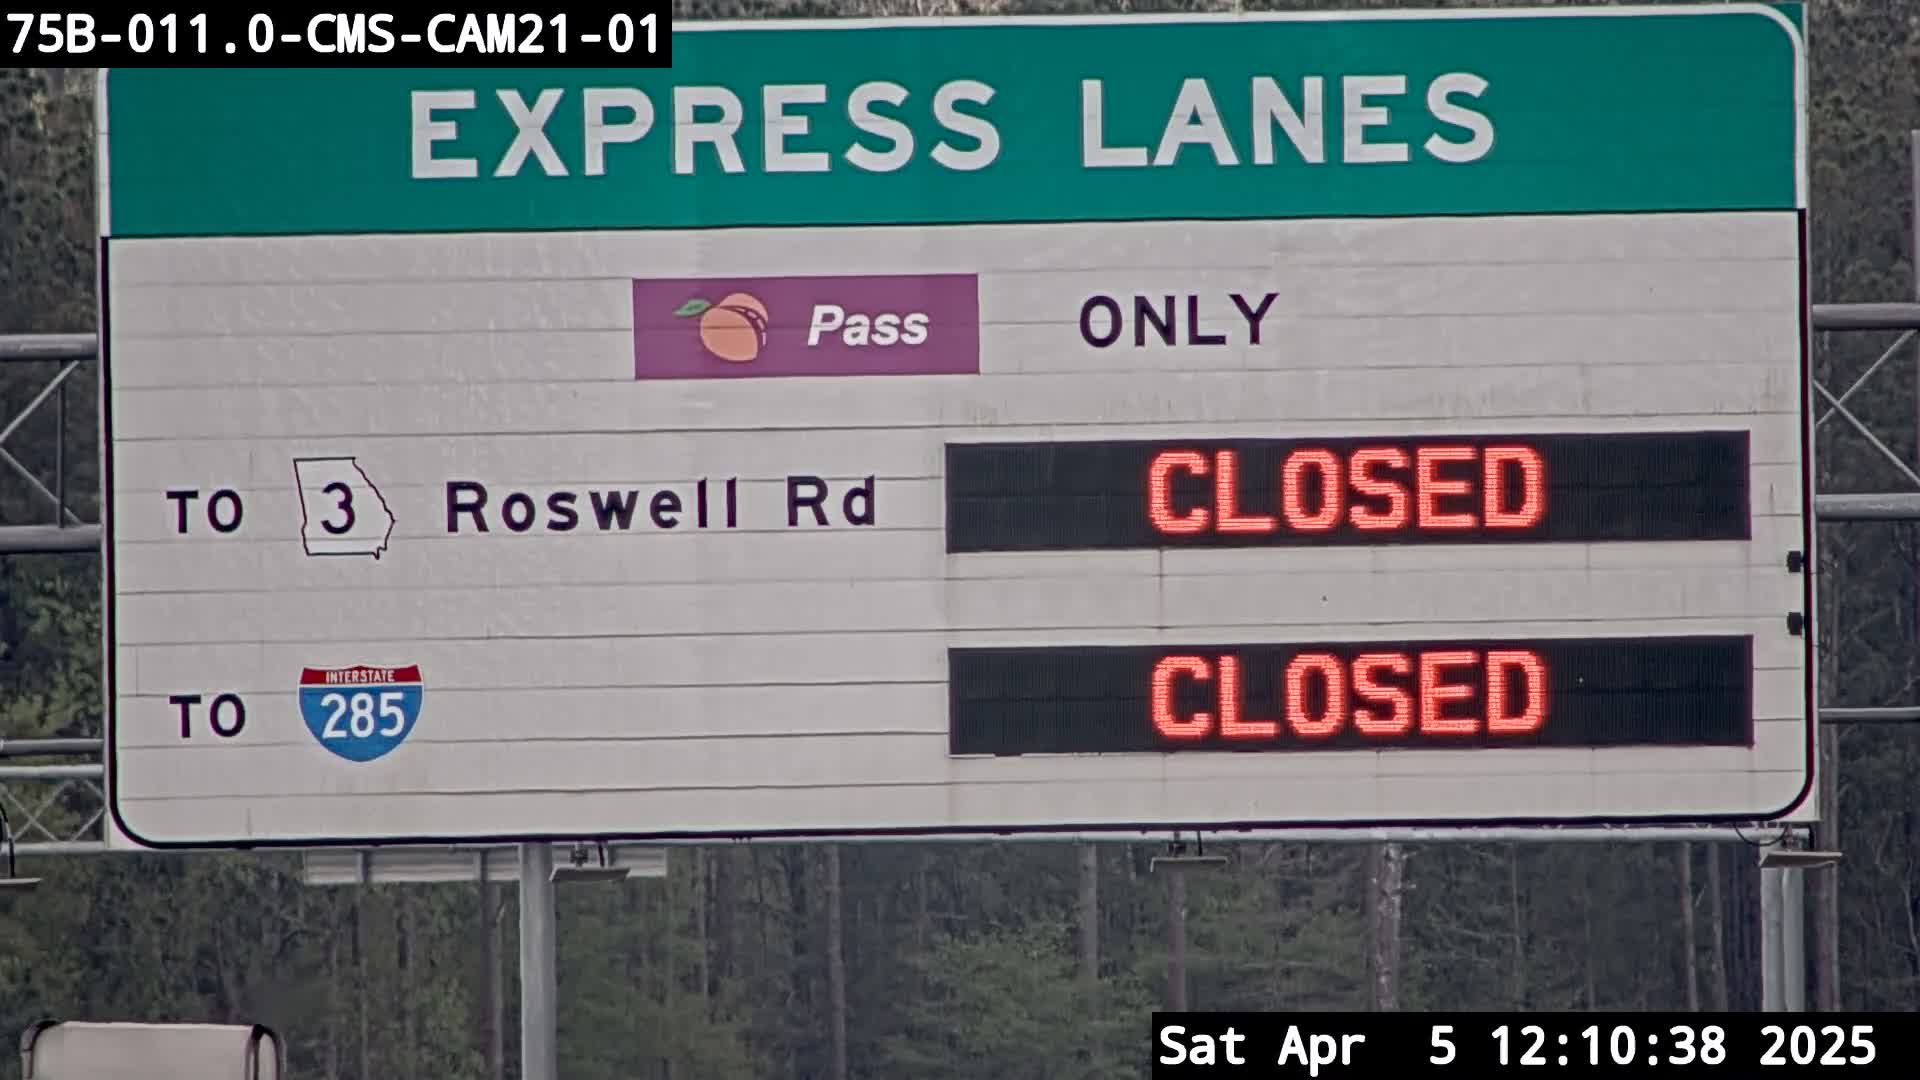 75B-011.0-CMS-CAM21-01
EXPRESS LANES
Pass ONLY
TO 3 Roswell Rd CLOSED
TO INTERSTATE 285 CLOSED
Sat Apr 5 12:10:38 2025